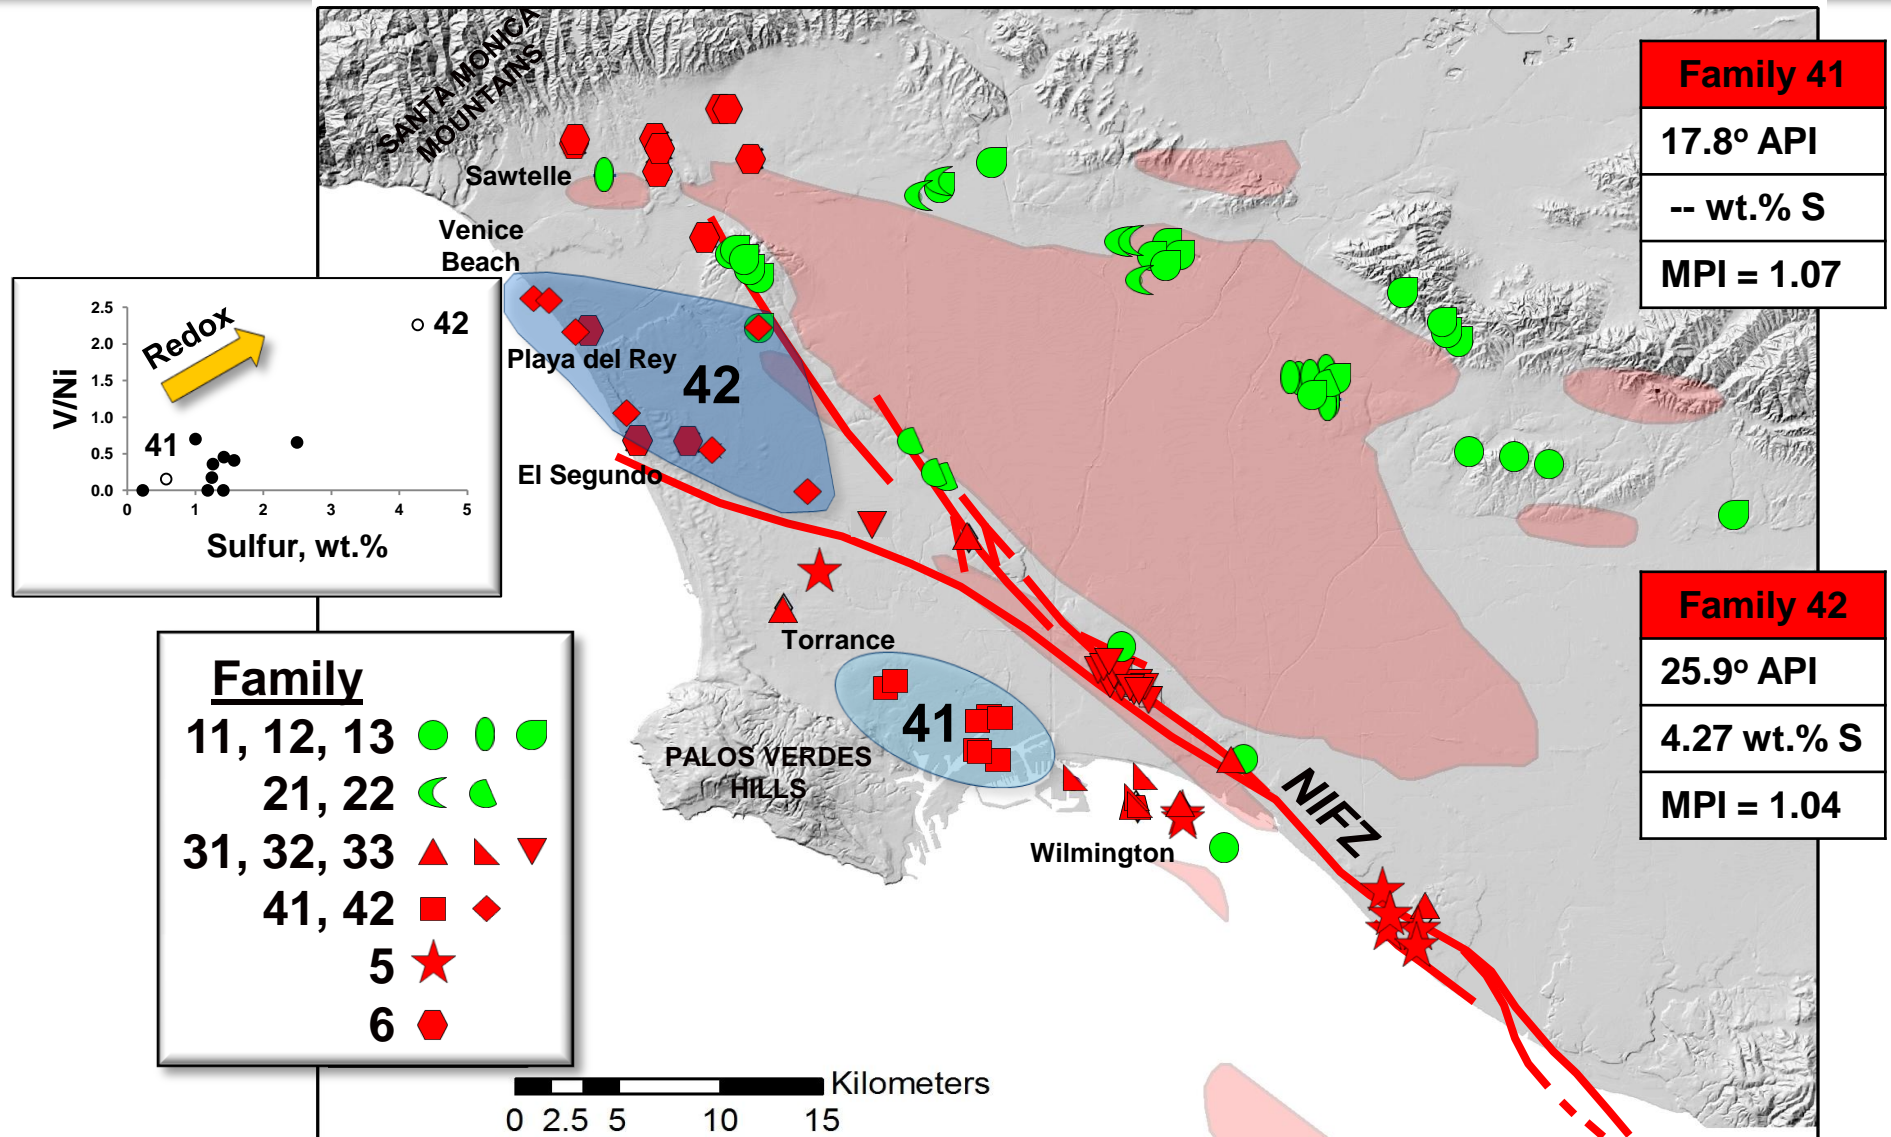 SANTA MONICA
MOUNTAINS
Sawtelle
Venice
Beach
Playa del Rey
42
El Segundo
Torrance
41
PALOS VERDES
HILLS
Wilmington
NIFZ
Family 41
17.8º API
-- wt.% S
MPI = 1.07
Family 42
25.9º API
4.27 wt.% S
MPI = 1.04
Redox
42
41
V/Ni
2.5
2.0
1.5
1.0
0.5
0.0
0 1 2 3 4 5
Sulfur, wt.%
Family
11, 12, 13
21, 22
31, 32, 33
41, 42
5
6
Kilometers
0 2.5 5 10 15